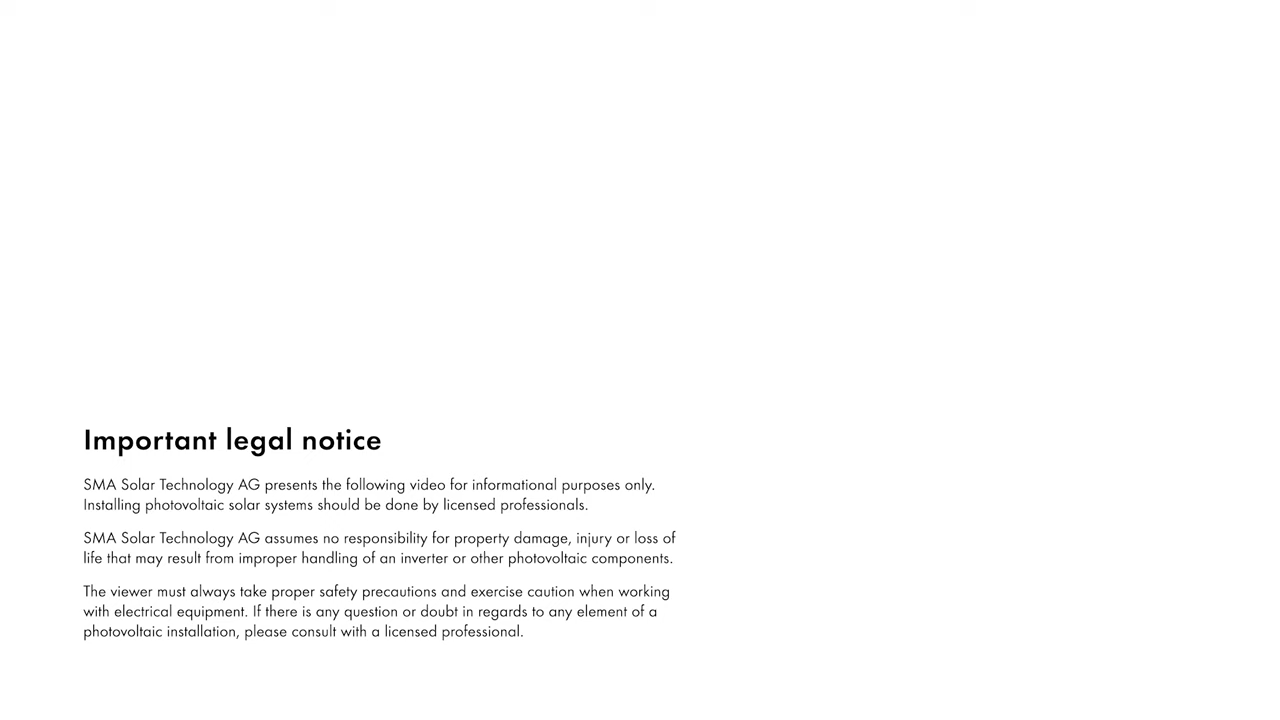 Important legal notice
SMA Solar Technology AG presents the following video for informational purposes only.
Installing photovoltaic solar systems should be done by licensed professionals.
SMA Solar Technology AG assumes no responsibility for property damage, injury or loss of
life that may result from improper handling of an inverter or other photovoltaic components.
The viewer must always take proper safety precautions and exercise caution when working
with electrical equipment. If there is any question or doubt in regards to any element of a
photovoltaic installation, please consult with a licensed professional.